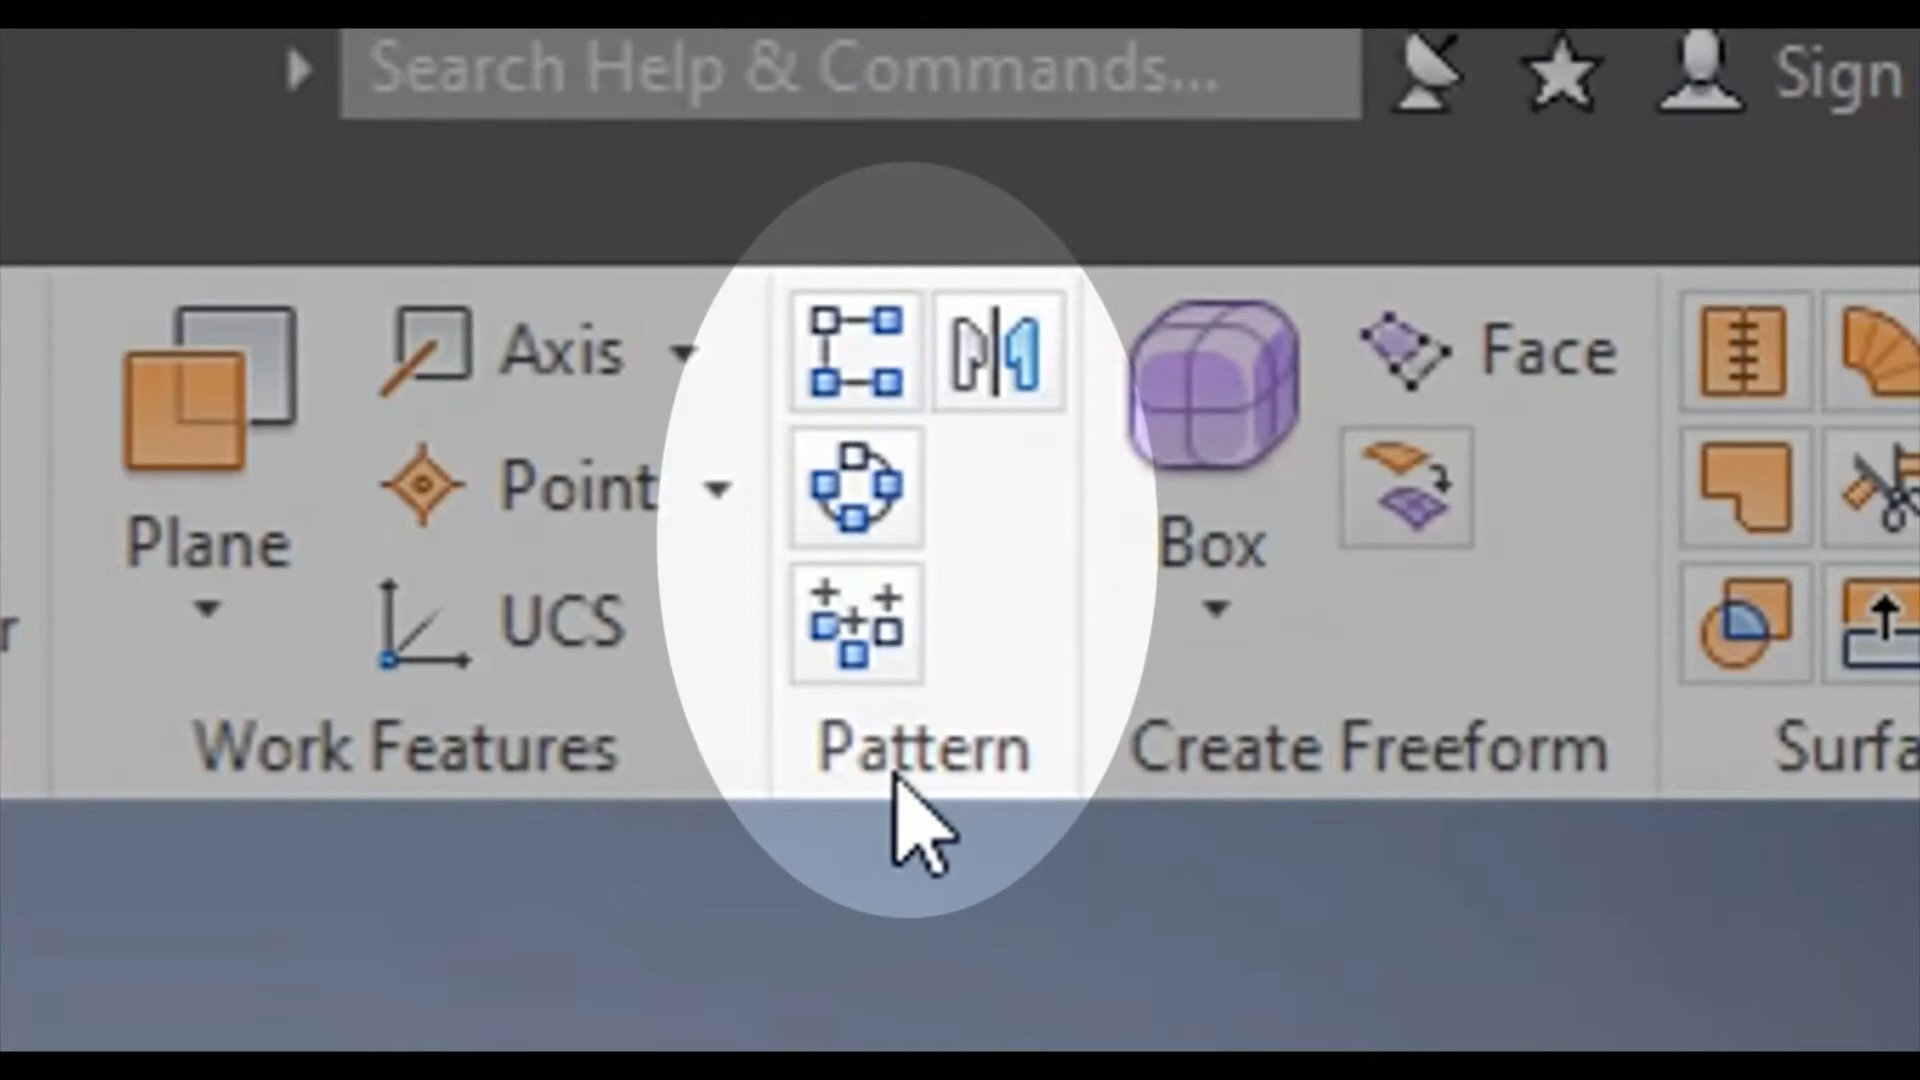 Search Help & Commands...
Sign
Axis
Face
Point
Plane
Box
UCS
Work Features
Pattern
Create Freeform